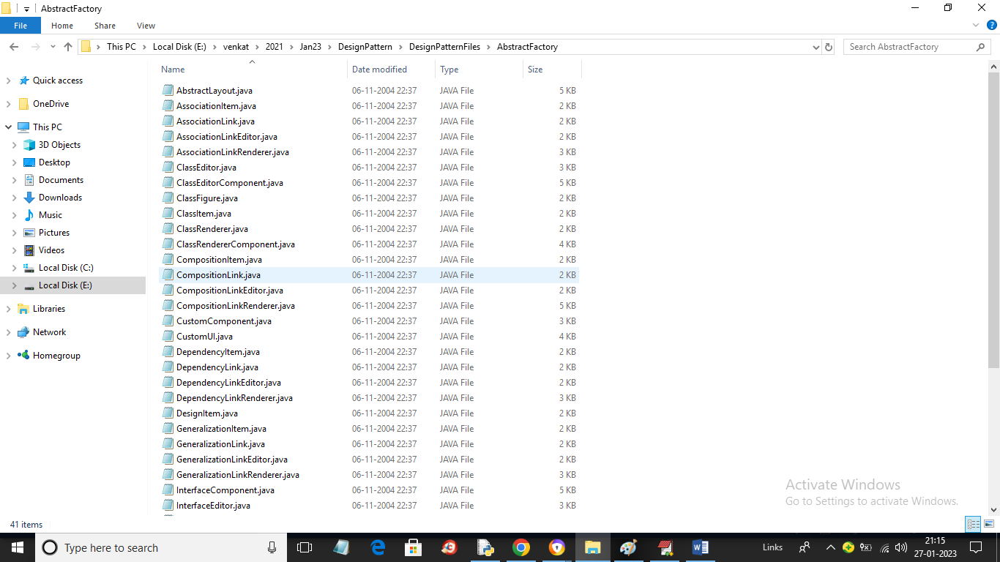 AbstractFactory
File Home Share View
This PC Local Disk (E:) venkat 2021 Jan23 DesignPattern DesignPatternFiles AbstractFactory Search AbstractFactory
Name Date modified Type Size
Quick access
OneDrive
This PC
3D Objects
Desktop
Documents
Downloads
Music
Pictures
Videos
Local Disk (C:)
Local Disk (E:)
Libraries
Network
Homegroup
AbstractLayout.java 06-11-2004 22:37 JAVA File 5 KB
AssociationItem.java 06-11-2004 22:37 JAVA File 2 KB
AssociationLink.java 06-11-2004 22:37 JAVA File 2 KB
AssociationLinkEditor.java 06-11-2004 22:37 JAVA File 2 KB
AssociationLinkRenderer.java 06-11-2004 22:37 JAVA File 3 KB
ClassEditor.java 06-11-2004 22:37 JAVA File 3 KB
ClassEditorComponent.java 06-11-2004 22:37 JAVA File 5 KB
ClassFigure.java 06-11-2004 22:37 JAVA File 2 KB
ClassItem.java 06-11-2004 22:37 JAVA File 2 KB
ClassRenderer.java 06-11-2004 22:37 JAVA File 2 KB
ClassRendererComponent.java 06-11-2004 22:37 JAVA File 4 KB
CompositionItem.java 06-11-2004 22:37 JAVA File 2 KB
CompositionLink.java 06-11-2004 22:37 JAVA File 2 KB
CompositionLinkEditor.java 06-11-2004 22:37 JAVA File 2 KB
CompositionLinkRenderer.java 06-11-2004 22:37 JAVA File 5 KB
CustomComponent.java 06-11-2004 22:37 JAVA File 3 KB
CustomUI.java 06-11-2004 22:37 JAVA File 4 KB
DependencyItem.java 06-11-2004 22:37 JAVA File 2 KB
DependencyLink.java 06-11-2004 22:37 JAVA File 2 KB
DependencyLinkEditor.java 06-11-2004 22:37 JAVA File 2 KB
DependencyLinkRenderer.java 06-11-2004 22:37 JAVA File 3 KB
DesignItem.java 06-11-2004 22:37 JAVA File 2 KB
GeneralizationItem.java 06-11-2004 22:37 JAVA File 2 KB
GeneralizationLink.java 06-11-2004 22:37 JAVA File 2 KB
GeneralizationLinkEditor.java 06-11-2004 22:37 JAVA File 2 KB
GeneralizationLinkRenderer.java 06-11-2004 22:37 JAVA File 3 KB
InterfaceComponent.java 06-11-2004 22:37 JAVA File 5 KB
InterfaceEditor.java 06-11-2004 22:37 JAVA File 3 KB
Activate Windows
Go to Settings to activate Windows.
41 items
Type here to search
Links
21:15
27-01-2023